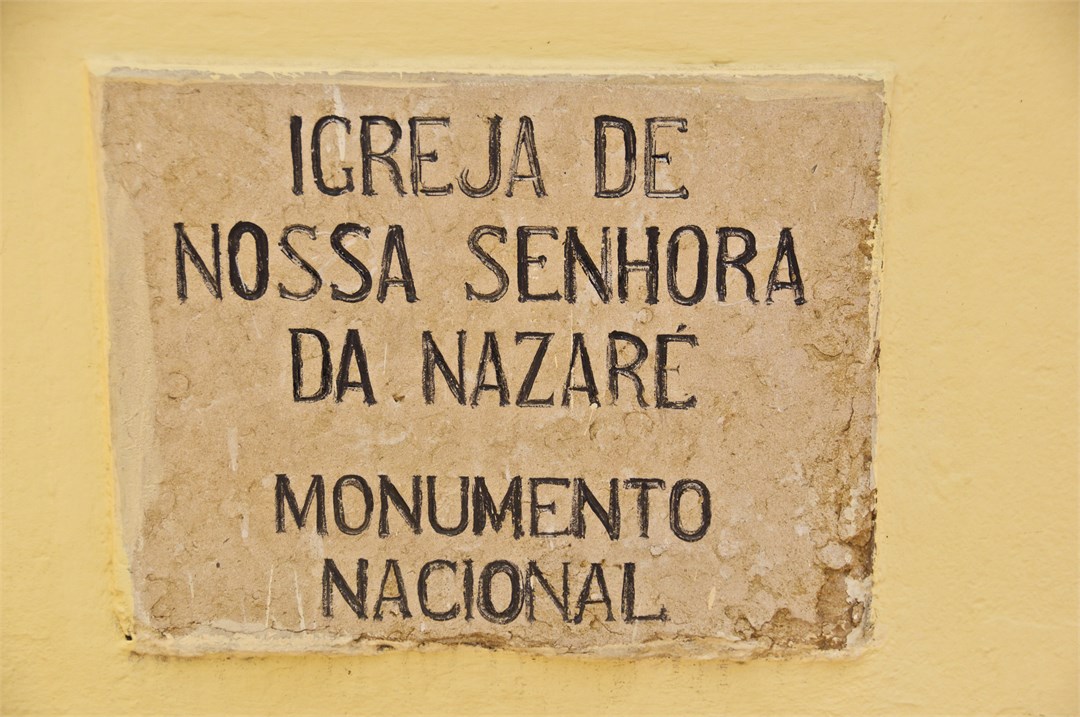 IGREJA DE
NOSSA SENHORA
DA NAZARÉ
MONUMENTO
NACIONAL